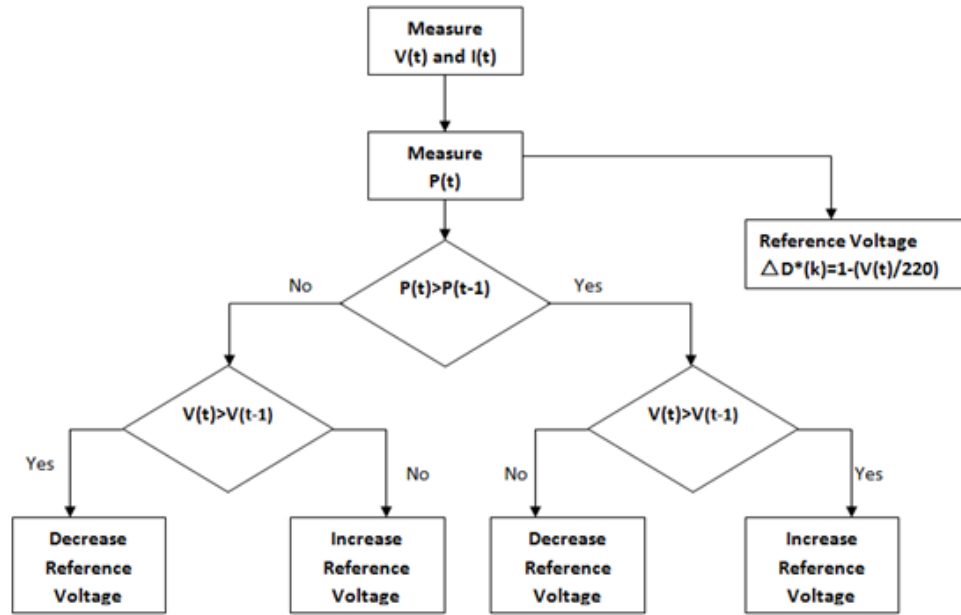 Measure
V(t) and I(t)
Measure
P(t)
Reference Voltage
△D*(k)=1-(V(t)/220)
No
P(t)>P(t-1)
Yes
V(t)>V(t-1)
V(t)>V(t-1)
Yes
No
No
Yes
Decrease
Reference
Voltage
Increase
Reference
Voltage
Decrease
Reference
Voltage
Increase
Reference
Voltage